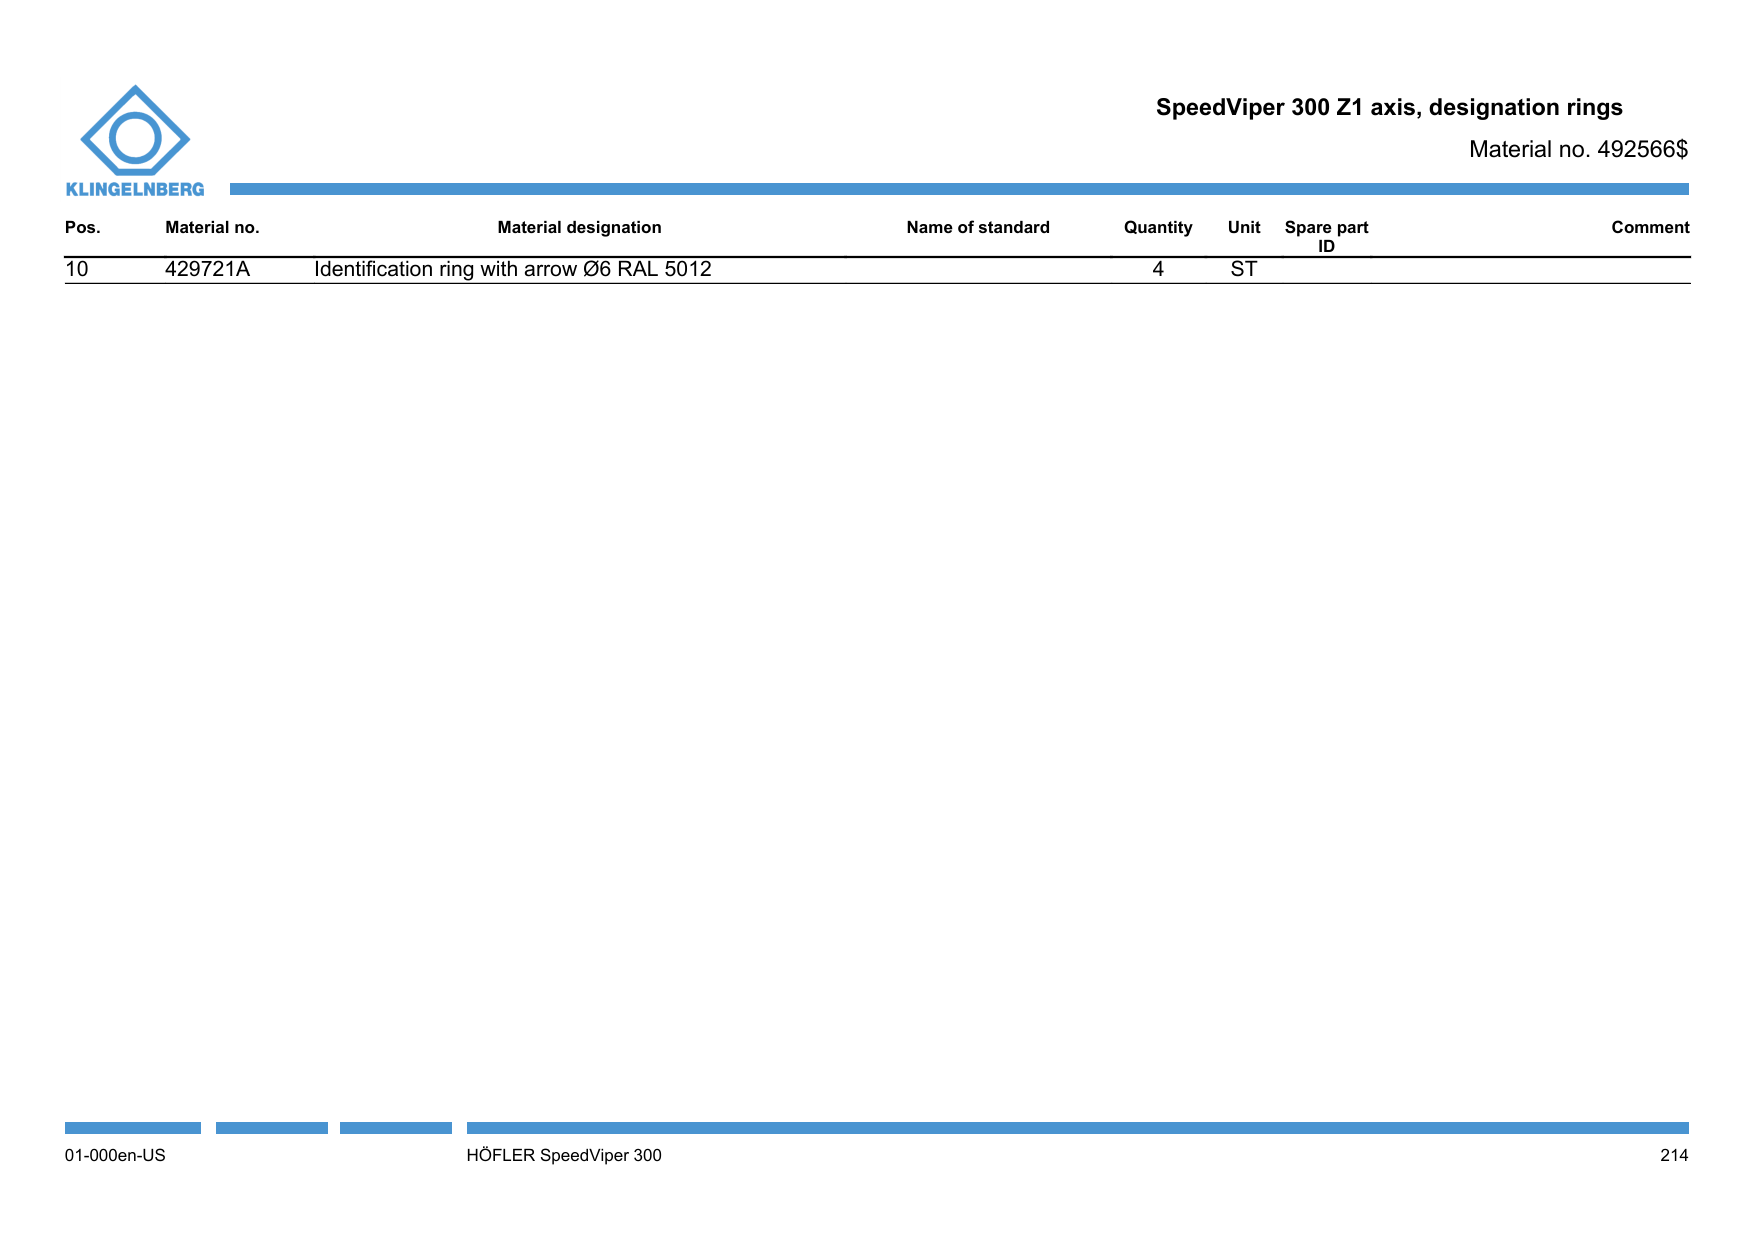 SpeedViper 300 Z1 axis, designation rings
Material no. 492566$
KLINGELNBERG
Pos. Material no. Material designation Name of standard Quantity Unit Spare part ID Comment
10 429721A Identification ring with arrow Ø6 RAL 5012 4 ST
01-000en-US HÖFLER SpeedViper 300 214